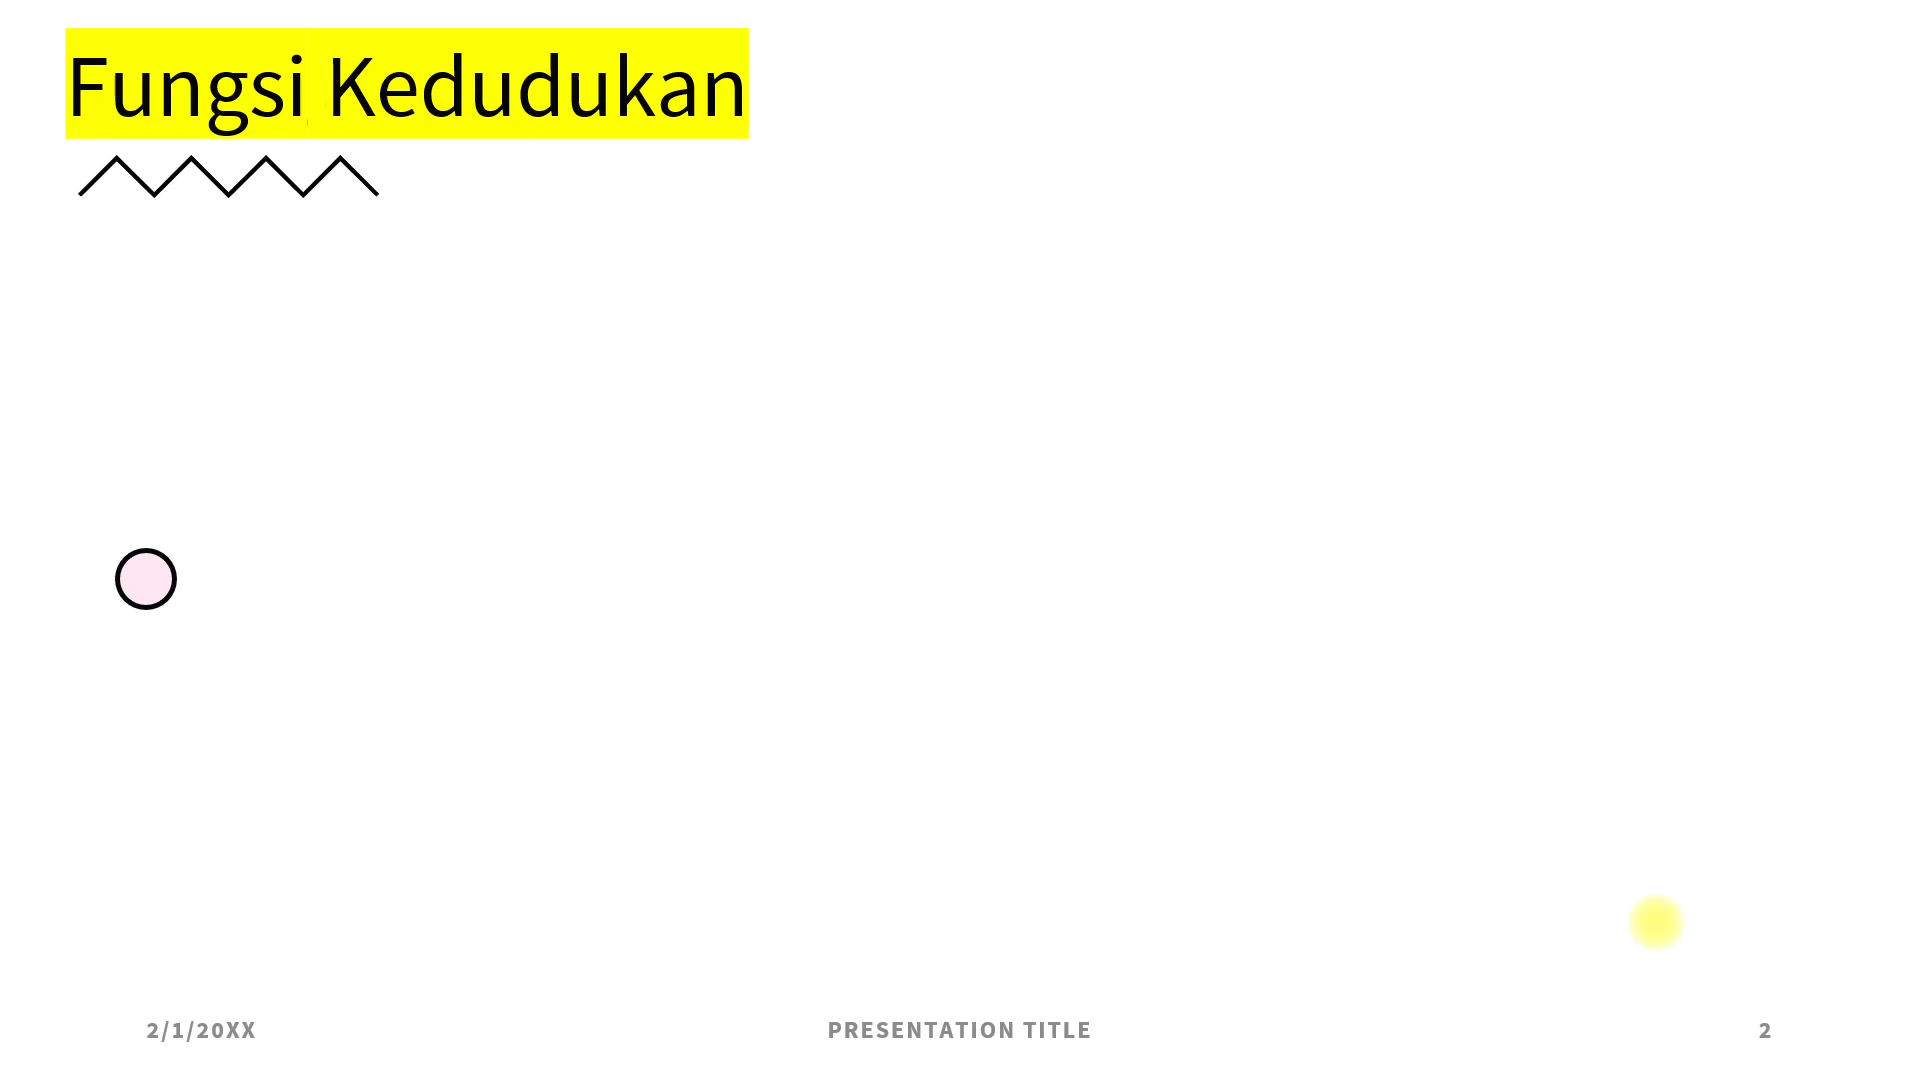 Fungsi Kedudukan
2/1/20XX
PRESENTATION TITLE
2